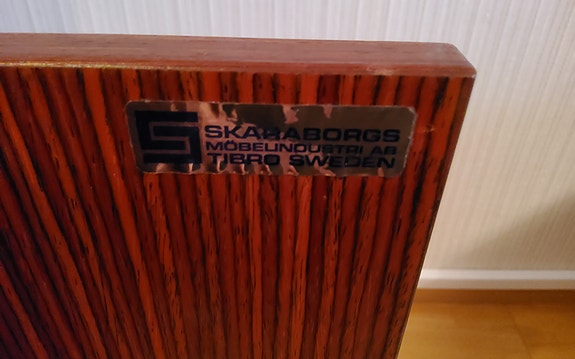 SKARABORGS
MÖBELINDUSTRI AB
TIBRO SWEDEN